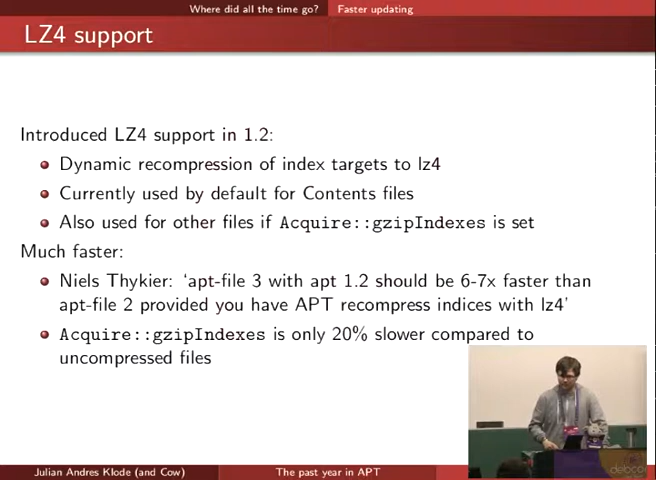 Where did all the time go? Faster updating
LZ4 support
Introduced LZ4 support in 1.2:
Dynamic recompression of index targets to lz4
Currently used by default for Contents files
Also used for other files if Acquire::gzipIndexes is set
Much faster:
Niels Thykier: ‘apt-file 3 with apt 1.2 should be 6-7x faster than
apt-file 2 provided you have APT recompress indices with lz4’
Acquire::gzipIndexes is only 20% slower compared to
uncompressed files
debconf
Julian Andres Klode (and Cow) The past year in APT